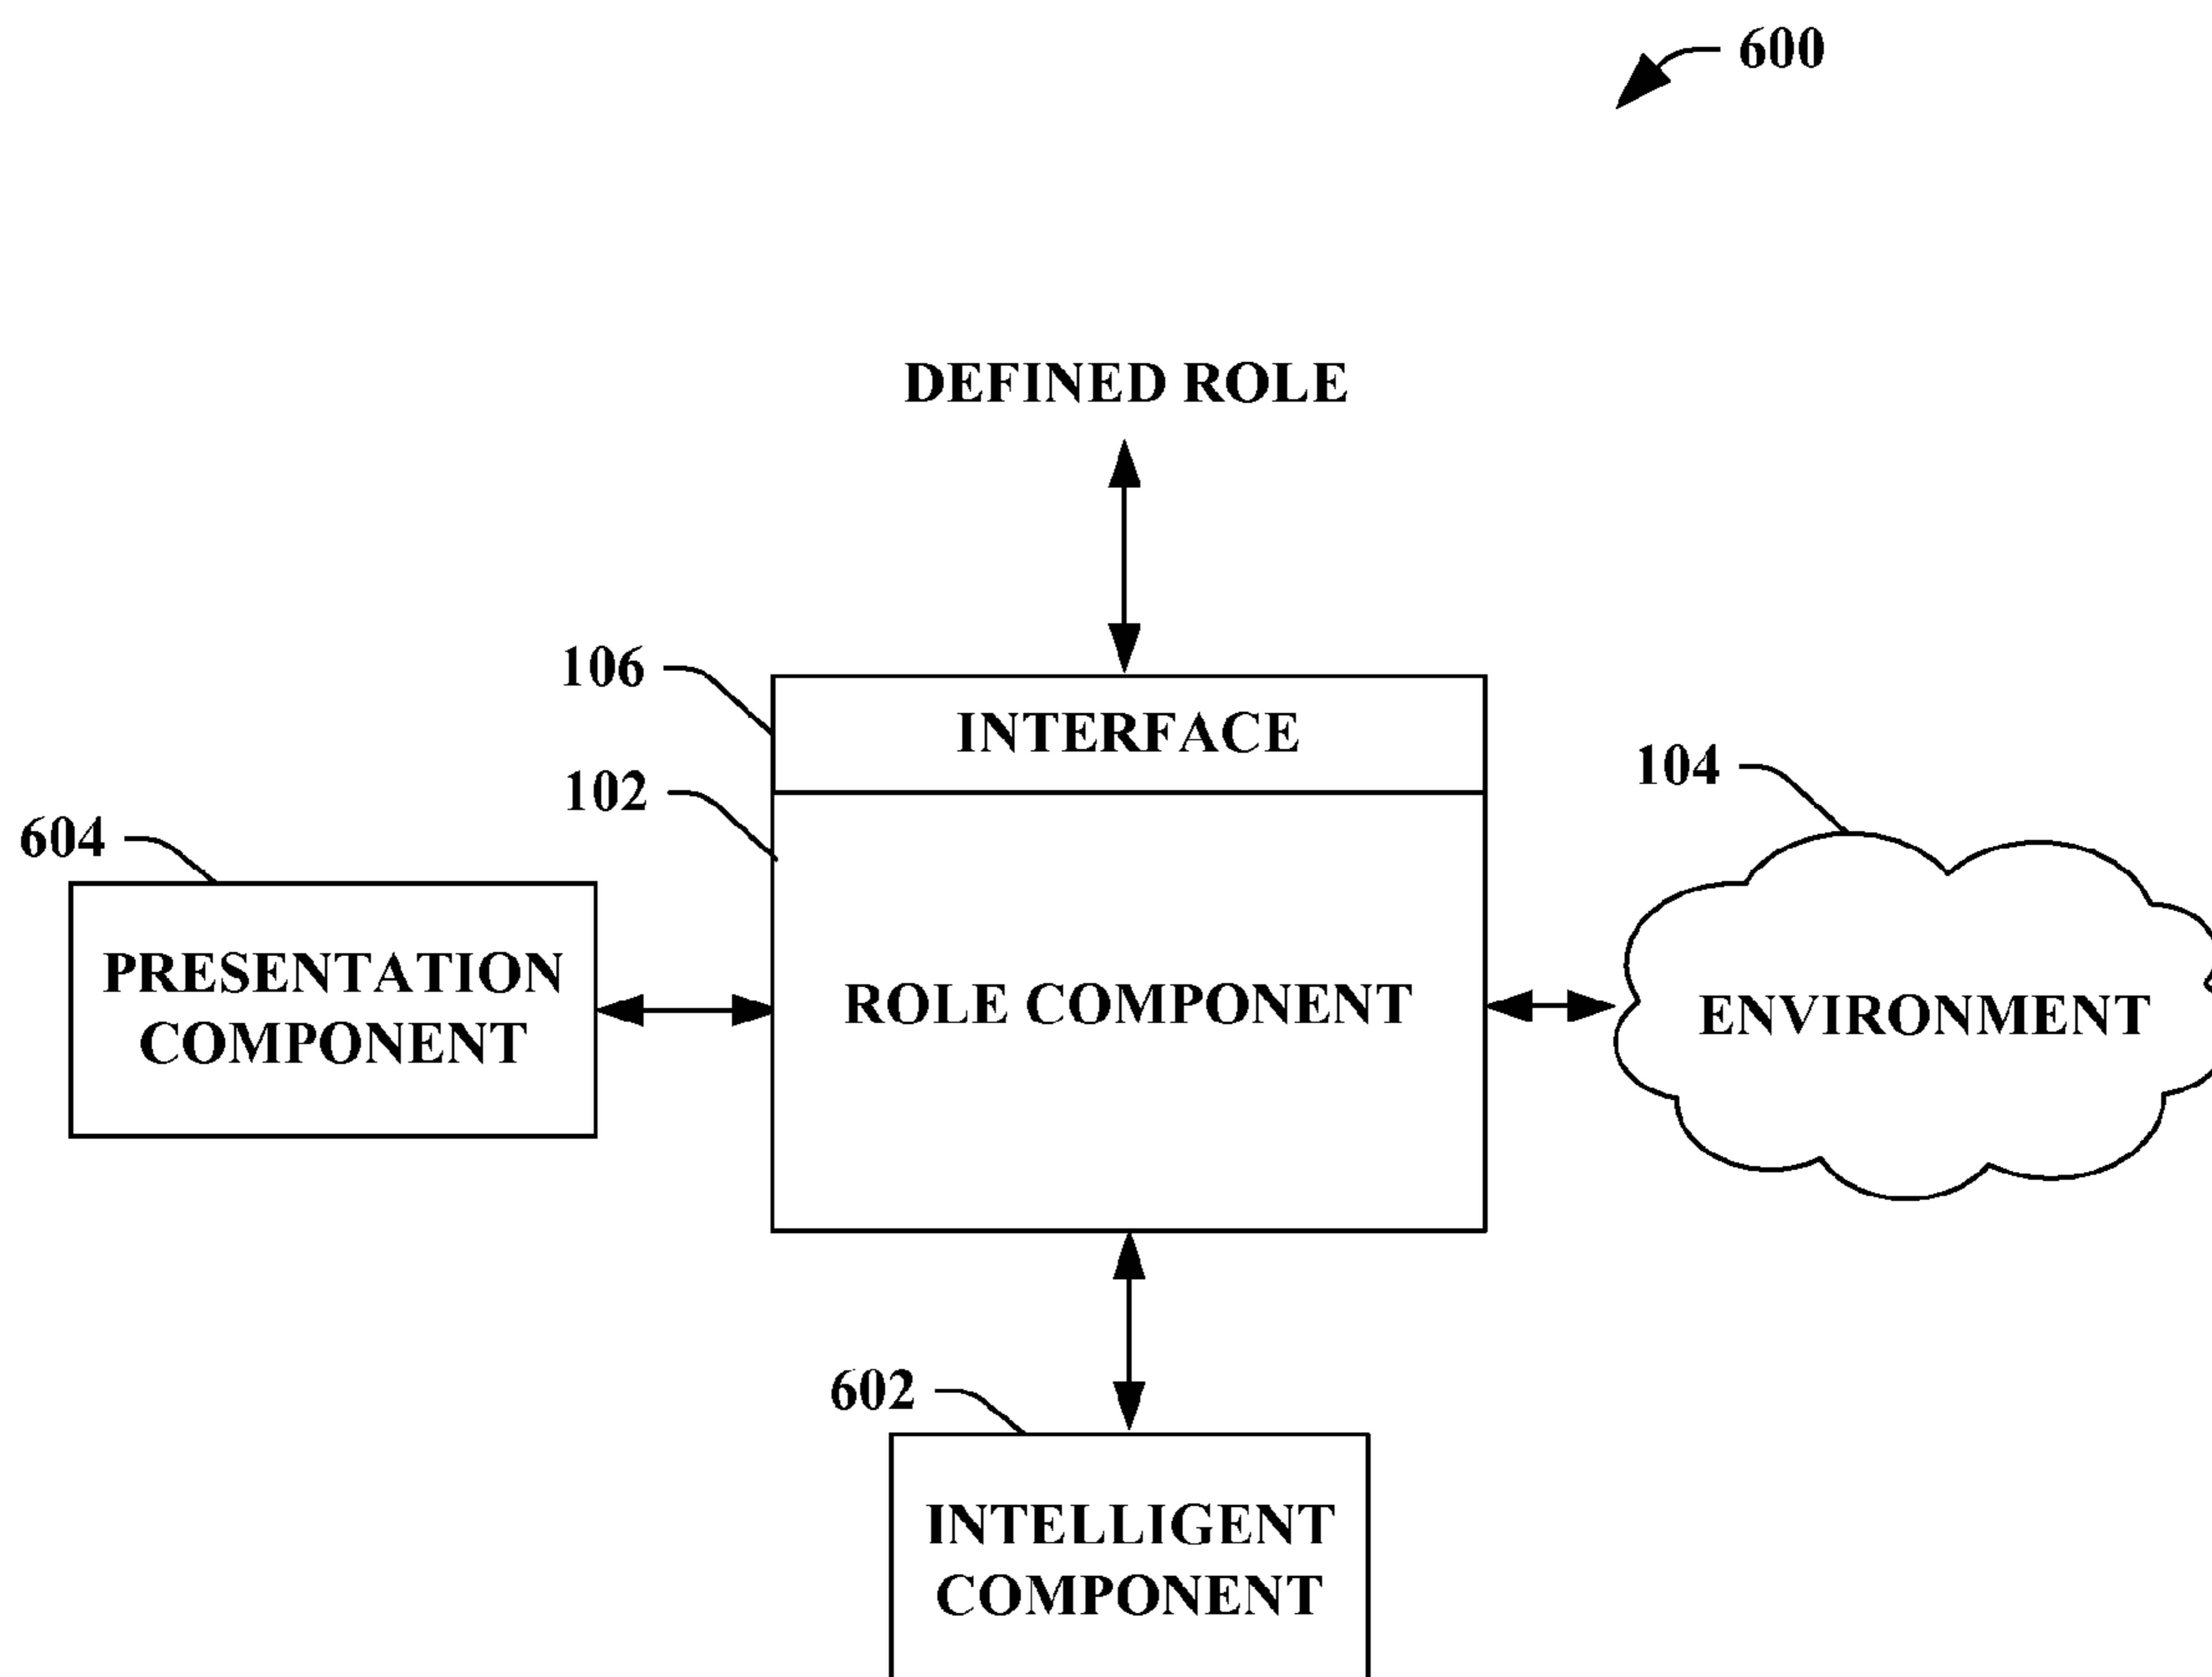 600
DEFINED ROLE
106
INTERFACE
104
102
604
PRESENTATION
COMPONENT
ROLE COMPONENT
ENVIRONMENT
602
INTELLIGENT
COMPONENT